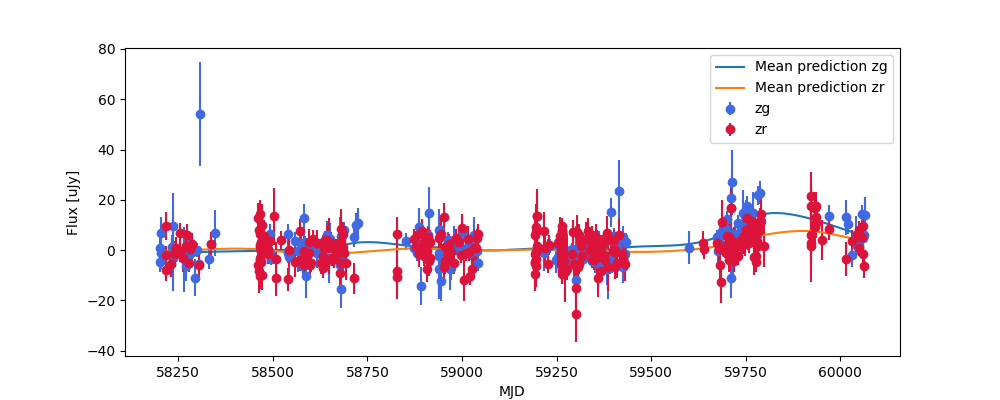 80
60
40
20
0
−20
−40
Flux [uJy]
58250
58500
58750
59000
59250
59500
59750
60000
MJD
Mean prediction zg
Mean prediction zr
zg
zr